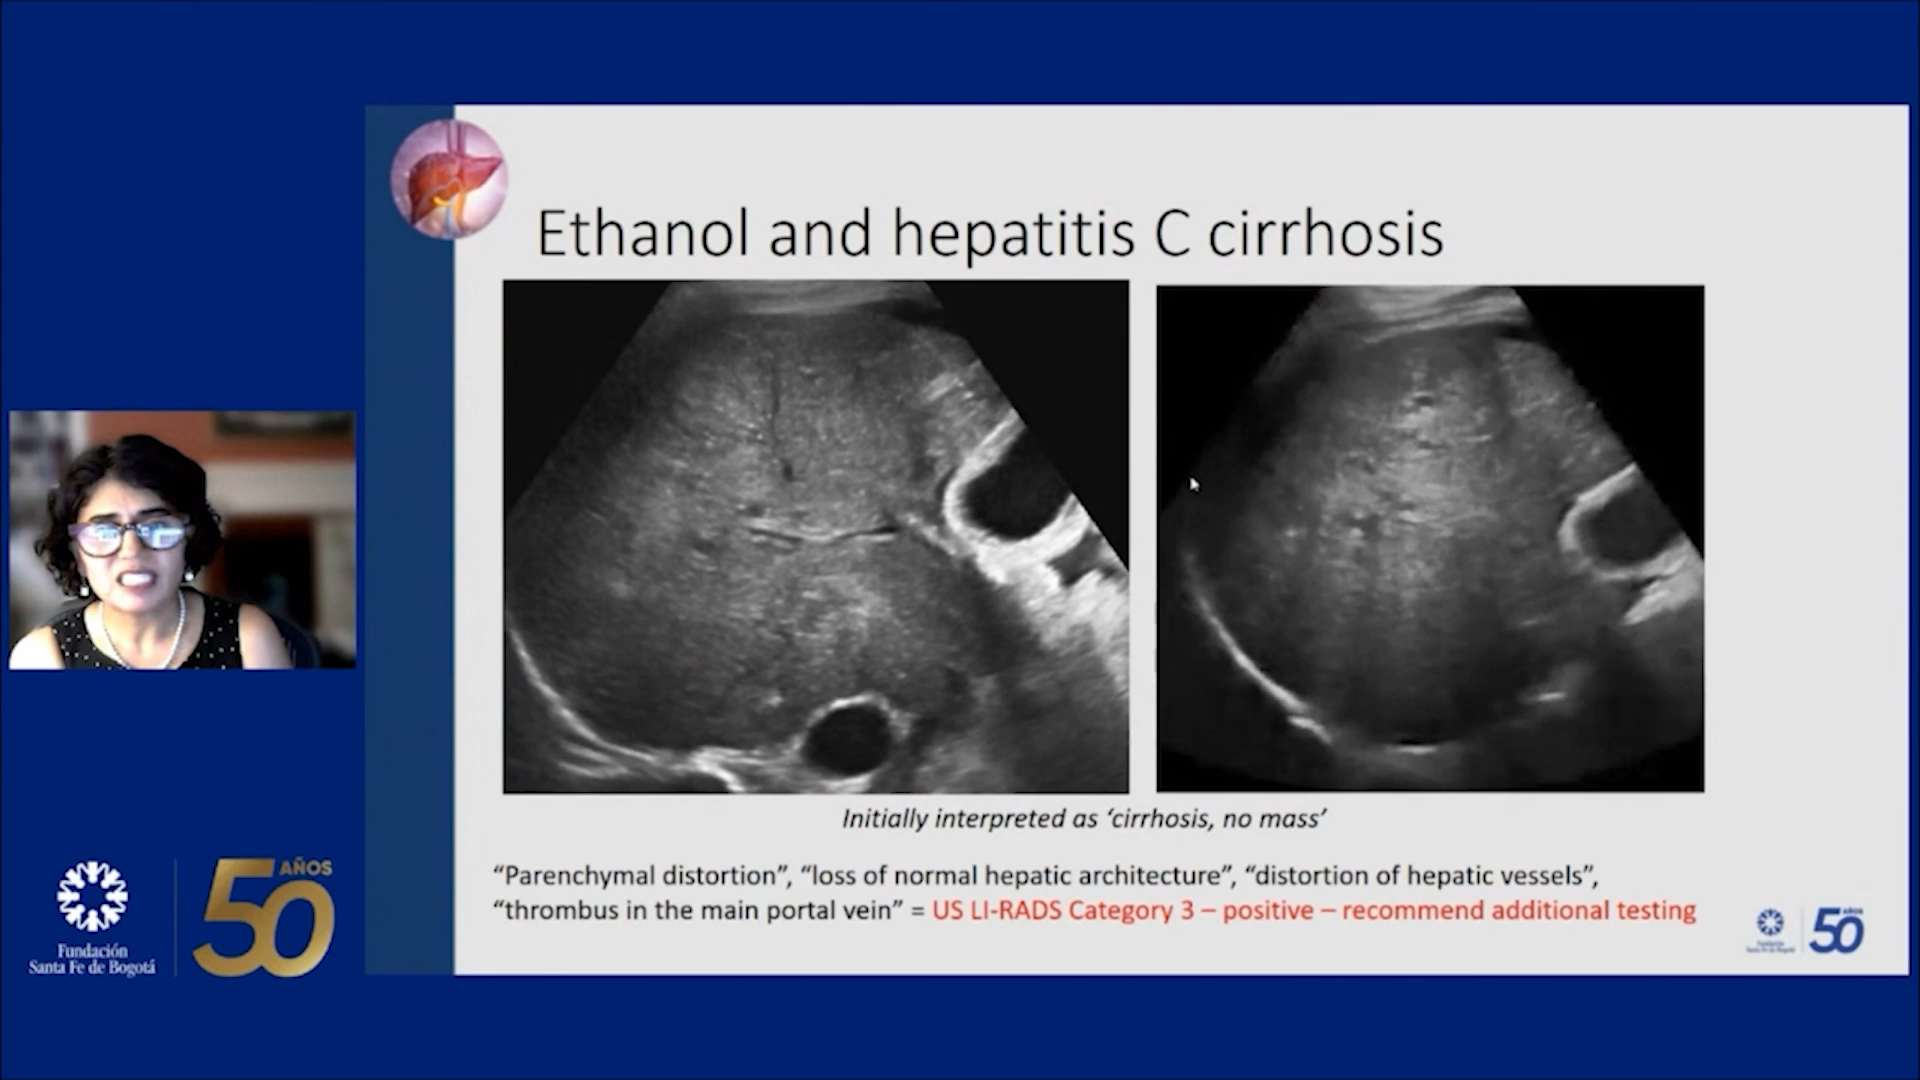 Ethanol and hepatitis C cirrhosis
Initially interpreted as ‘cirrhosis, no mass’
“Parenchymal distortion”, “loss of normal hepatic architecture”, “distortion of hepatic vessels”,
“thrombus in the main portal vein” = US LI-RADS Category 3 – positive – recommend additional testing
Fundación
Santa Fe de Bogotá
50
AÑOS
50
AÑOS